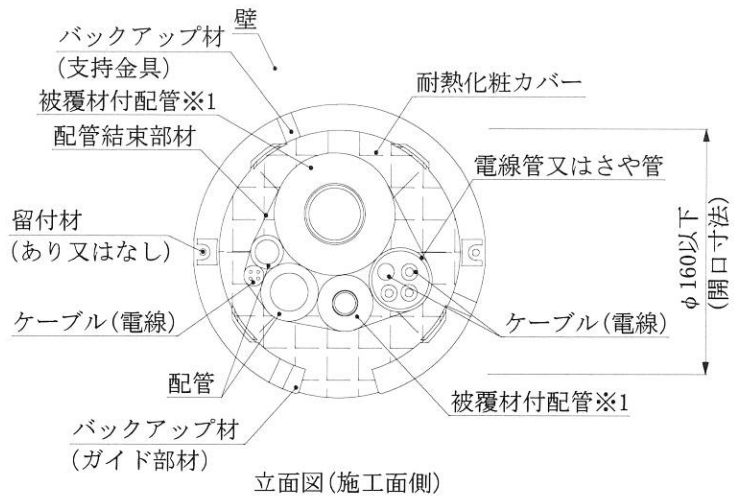 壁
バックアップ材
(支持金具)
耐熱化粧カバー
被覆材付配管※1
配管結束部材
電線管又はさや管
留付材
(あり又はなし)
φ160以下
(開口寸法)
ケーブル(電線)
ケーブル(電線)
配管
被覆材付配管※1
バックアップ材
(ガイド部材)
立面図(施工面側)